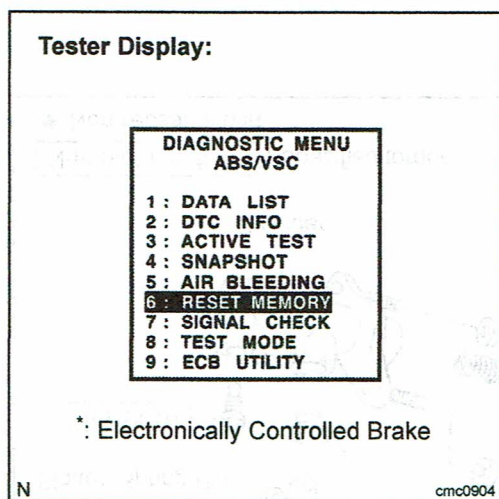 Tester Display:
DIAGNOSTIC MENU
ABS/VSC
1 : DATA LIST
2 : DTC INFO
3 : ACTIVE TEST
4 : SNAPSHOT
5 : AIR BLEEDING
6 : RESET MEMORY
7 : SIGNAL CHECK
8 : TEST MODE
9 : ECB UTILITY
*: Electronically Controlled Brake
N
cmc0904